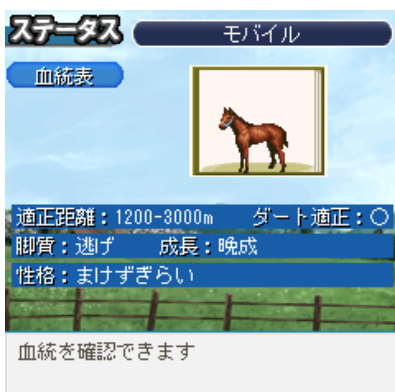 ステータス モバイル
血統表
適正距離：1200-3000m ダート適正：〇
脚質：逃げ 成長：晩成
性格：まけずぎらい
血統を確認できます